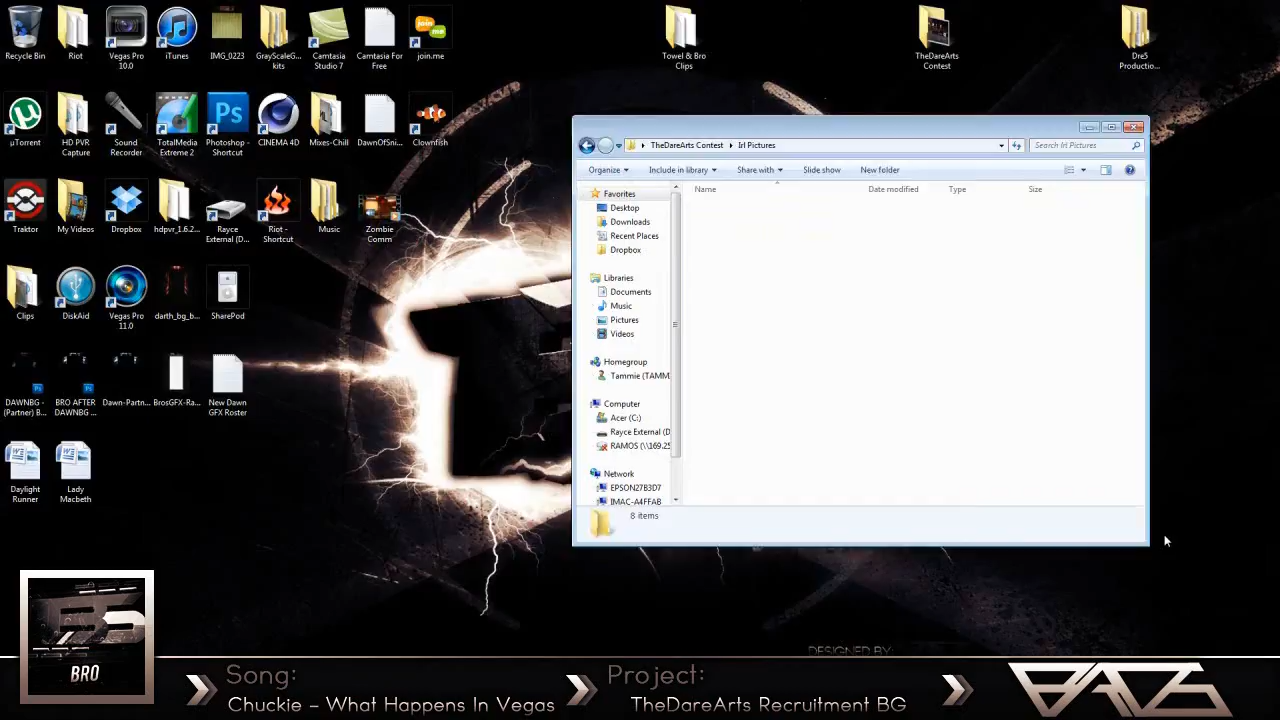 Recycle Bin
Riot
Vegas Pro 10.0
iTunes
IMG_0223
GrayScaleG... kits
Camtasia Studio 7
Camtasia For Free
join.me
Towel & Bro Clips
TheDareArts Contest
Dre5 Productio...
µTorrent
HD PVR Capture
Sound Recorder
TotalMedia Extreme 2
Photoshop - Shortcut
CINEMA 4D
Mixes-Chill
DawnOfSni...
Clownfish
Traktor
My Videos
Dropbox
hdpvr_1.6.2...
Rayce External (D...
Riot - Shortcut
Music
Zombie Comm
Clips
DiskAid
Vegas Pro 11.0
darth_bg_b...
SharePod
DAWNBG - (Partner) B...
BRO AFTER DAWNBG ...
Dawn-Partn...
BrosGFX-Ra...
New Dawn GFX Roster
Daylight Runner
Lady Macbeth
TheDareArts Contest
Irl Pictures
Search Irl Pictures
Organize
Include in library
Share with
Slide show
New folder
Name
Date modified
Type
Size
Favorites
Desktop
Downloads
Recent Places
Dropbox
Libraries
Documents
Music
Pictures
Videos
Homegroup
Tammie (TAMM
Computer
Acer (C:)
Rayce External (D
RAMOS (\\169.25
Network
EPSON27B3D7
IMAC-A4FFAB
8 items
DESIGNED BY:
BRO
Song:
Chuckie – What Happens In Vegas
Project:
TheDareArts Recruitment BG